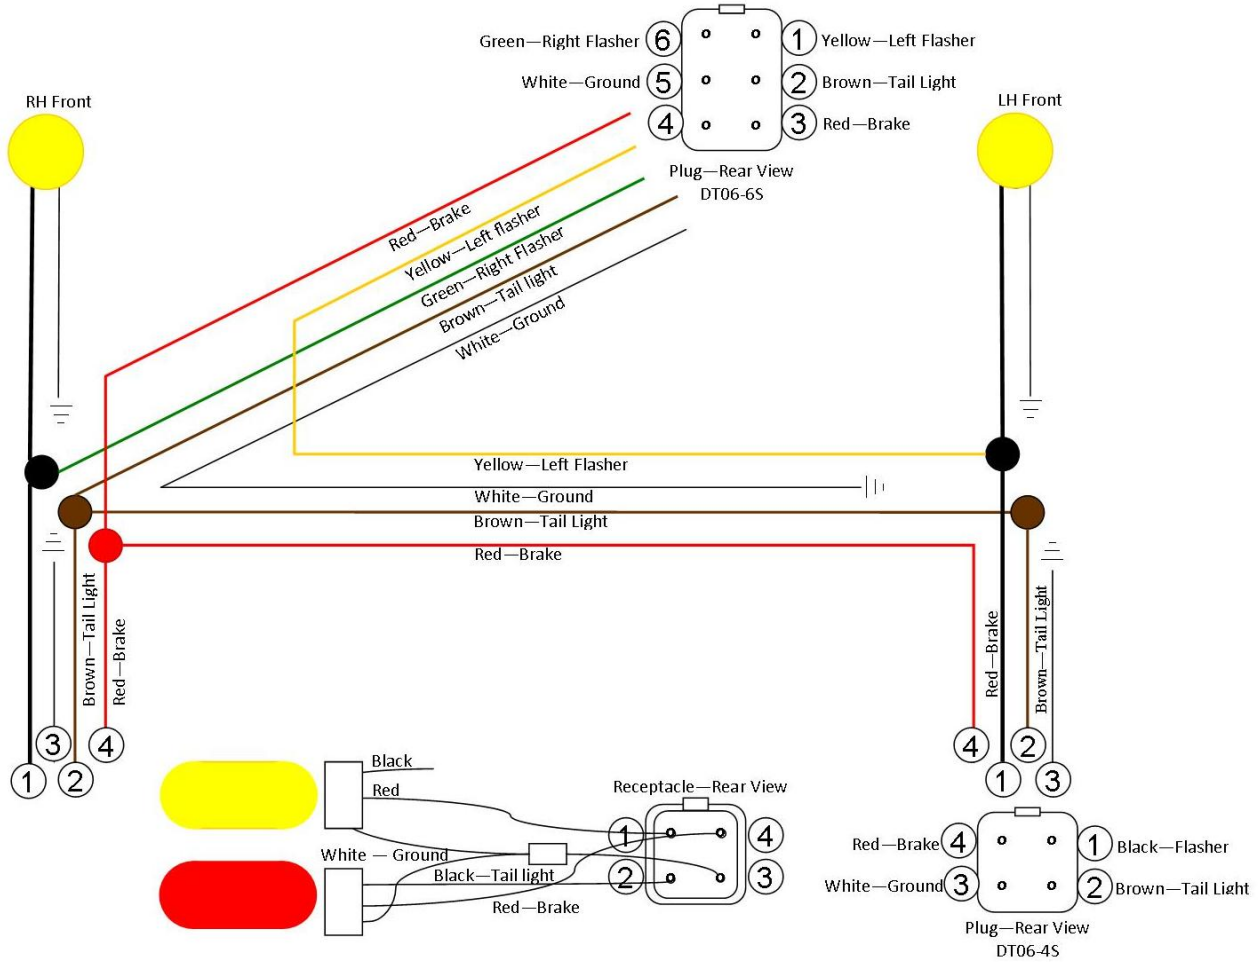 Green—Right Flasher 6
1 Yellow—Left Flasher
White—Ground 5
2 Brown—Tail Light
4
3 Red—Brake
Plug—Rear View
DT06-6S
RH Front
LH Front
Red—Brake
Yellow—Left flasher
Green—Right Flasher
Brown—Tail light
White—Ground
Yellow—Left Flasher
White—Ground
Brown—Tail Light
Red—Brake
Brown—Tail Light
Red—Brake
Red—Brake
Brown—Tail Light
3
4
1
2
4
2
1
3
Black
Red
White — Ground
Black—Tail light
Red—Brake
Receptacle—Rear View
1
4
2
3
Red—Brake 4
1 Black—Flasher
White—Ground 3
2 Brown—Tail Light
Plug—Rear View
DT06-4S